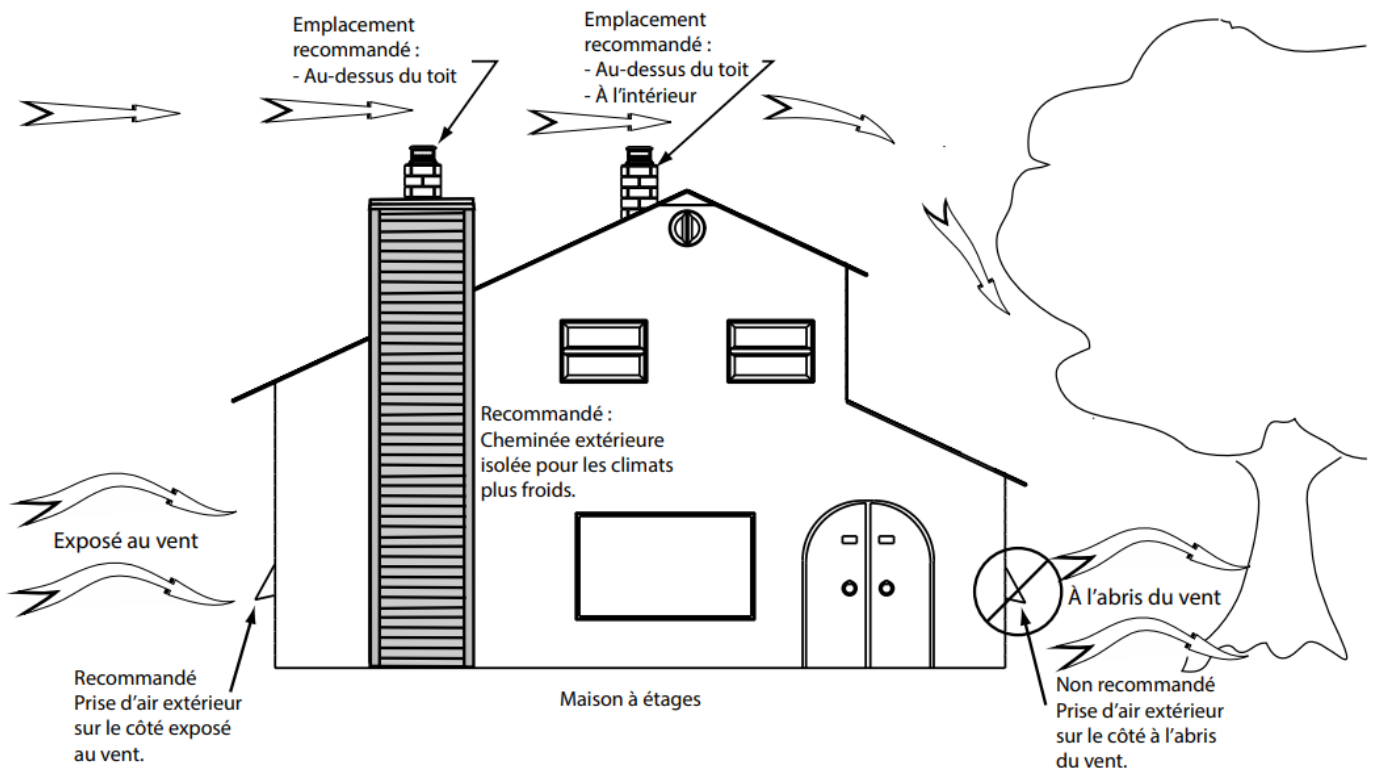 Emplacement
recommandé :
- Au-dessus du toit
Emplacement
recommandé :
- Au-dessus du toit
- À l'intérieur
Recommandé :
Cheminée extérieure
isolée pour les climats
plus froids.
Exposé au vent
À l'abris du vent
Recommandé
Prise d'air extérieur
sur le côté exposé
au vent.
Maison à étages
Non recommandé
Prise d'air extérieur
sur le côté à l'abris
du vent.